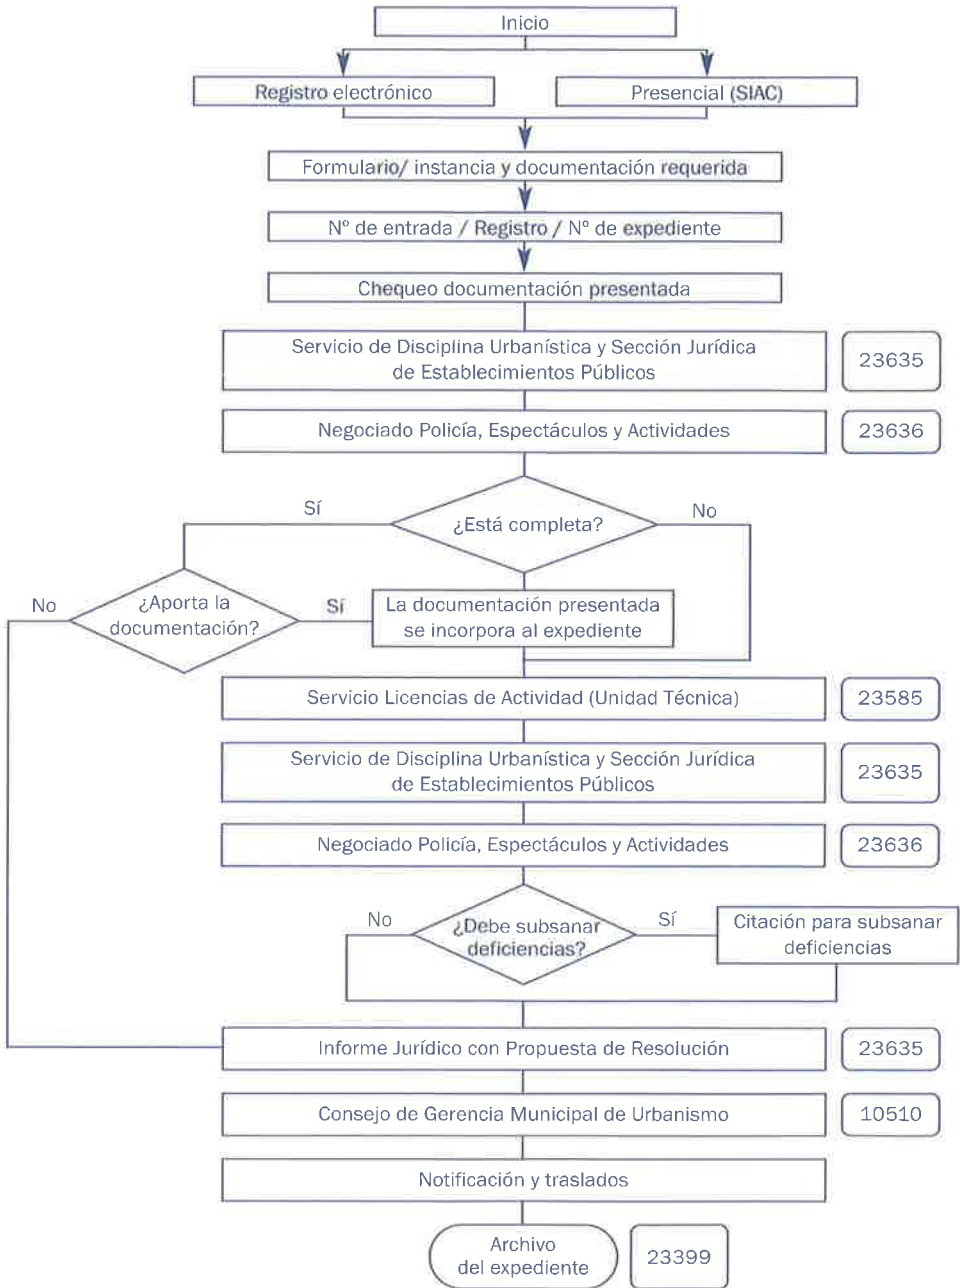 Inicio
Registro electrónico
Presencial (SIAC)
Formulario/ instancia y documentación requerida
Nº de entrada / Registro / Nº de expediente
Chequeo documentación presentada
Servicio de Disciplina Urbanística y Sección Jurídica
de Establecimientos Públicos
23635
Negociado Policía, Espectáculos y Actividades
23636
Sí
¿Está completa?
No
No
¿Aporta la
documentación?
Sí
La documentación presentada
se incorpora al expediente
Servicio Licencias de Actividad (Unidad Técnica)
23585
Servicio de Disciplina Urbanística y Sección Jurídica
de Establecimientos Públicos
23635
Negociado Policía, Espectáculos y Actividades
23636
No
¿Debe subsanar
deficiencias?
Sí
Citación para subsanar
deficiencias
Informe Jurídico con Propuesta de Resolución
23635
Consejo de Gerencia Municipal de Urbanismo
10510
Notificación y traslados
Archivo
del expediente
23399